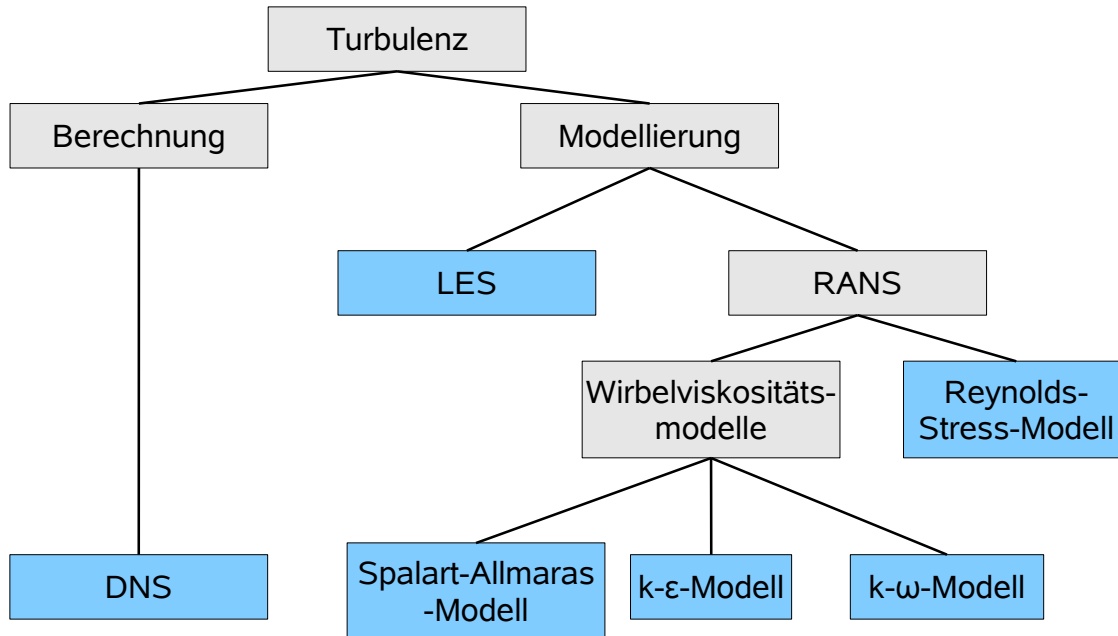 Turbulenz
Berechnung
Modellierung
LES
RANS
Wirbelviskositäts-
modelle
Reynolds-
Stress-Modell
DNS
Spalart-Allmaras
-Modell
k-ε-Modell
k-ω-Modell